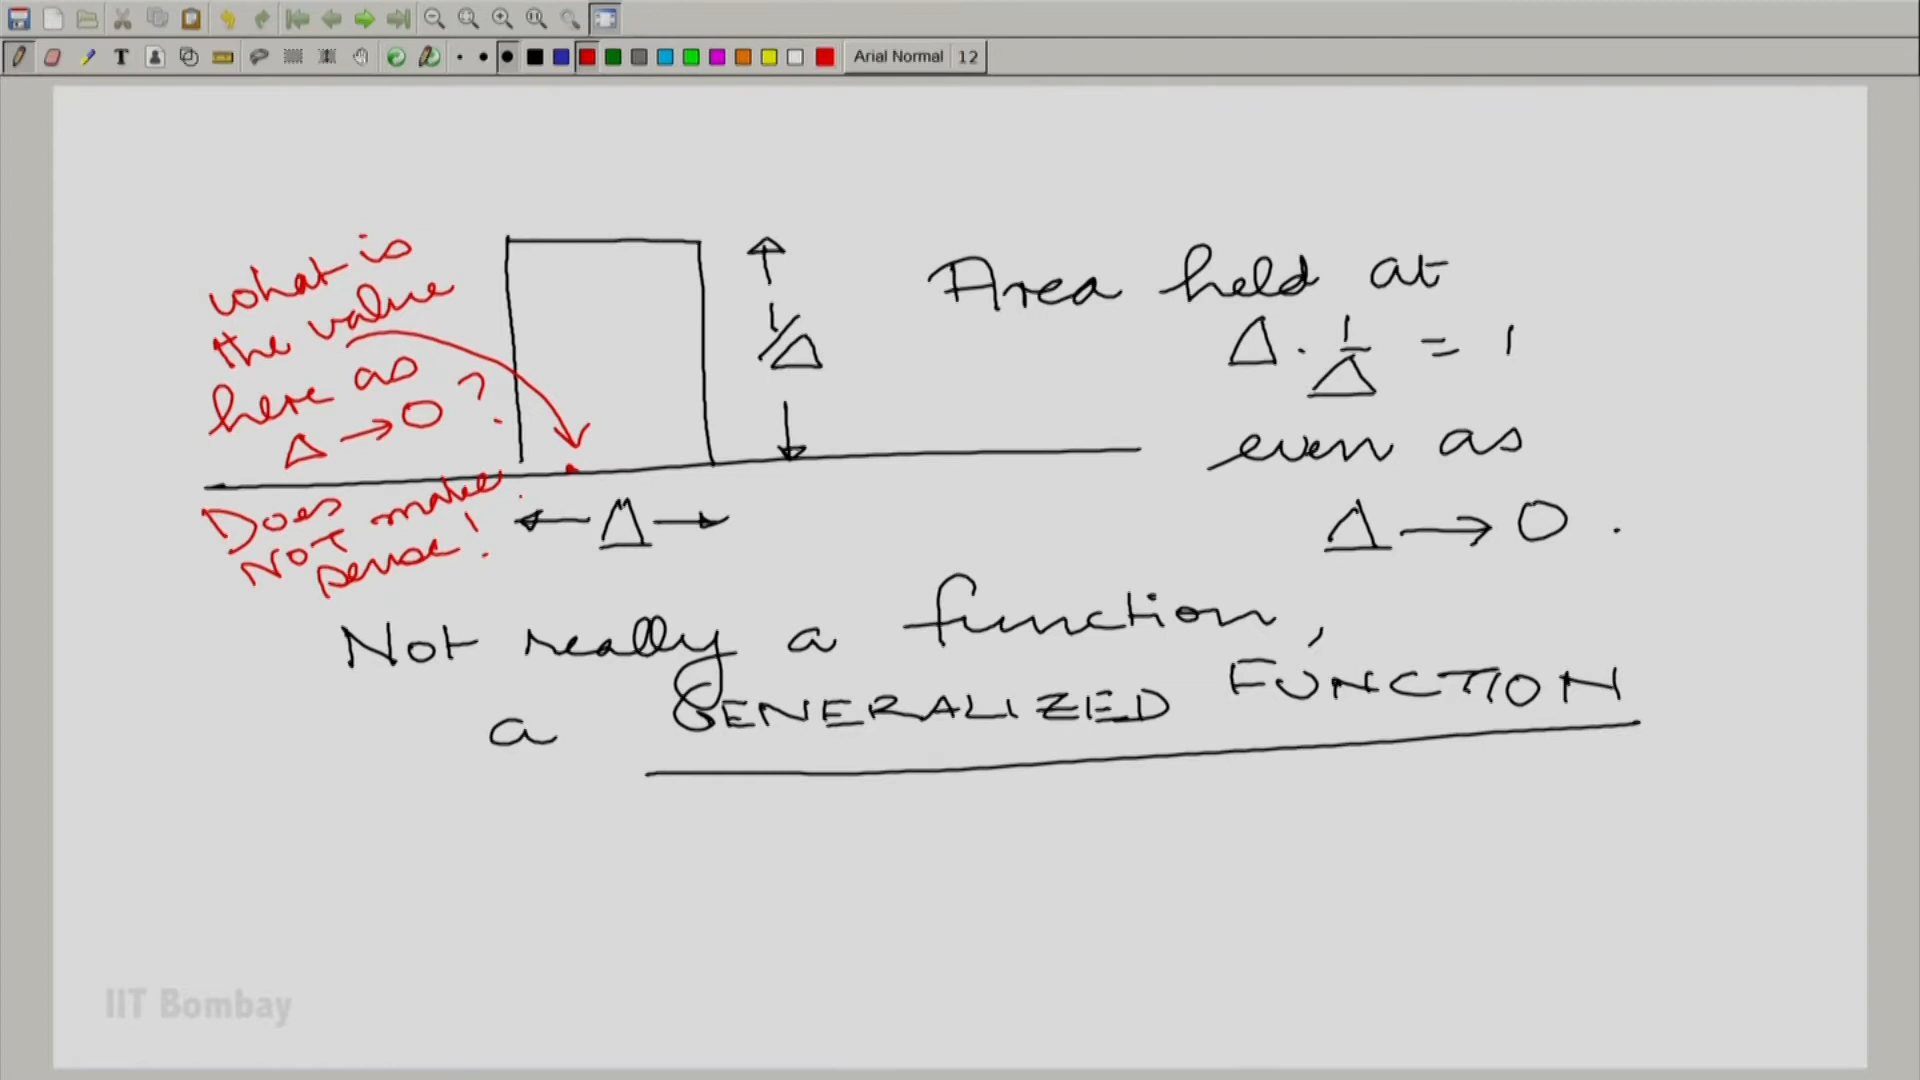 Arial Normal 12
what is
the value
here as
Δ → 0 ?
Does
NOT make
sense!
1/Δ
← Δ →
Area held at
Δ · 1/Δ = 1
even as
Δ → 0 .
Not really a function,
a GENERALIZED FUNCTION
IIT Bombay